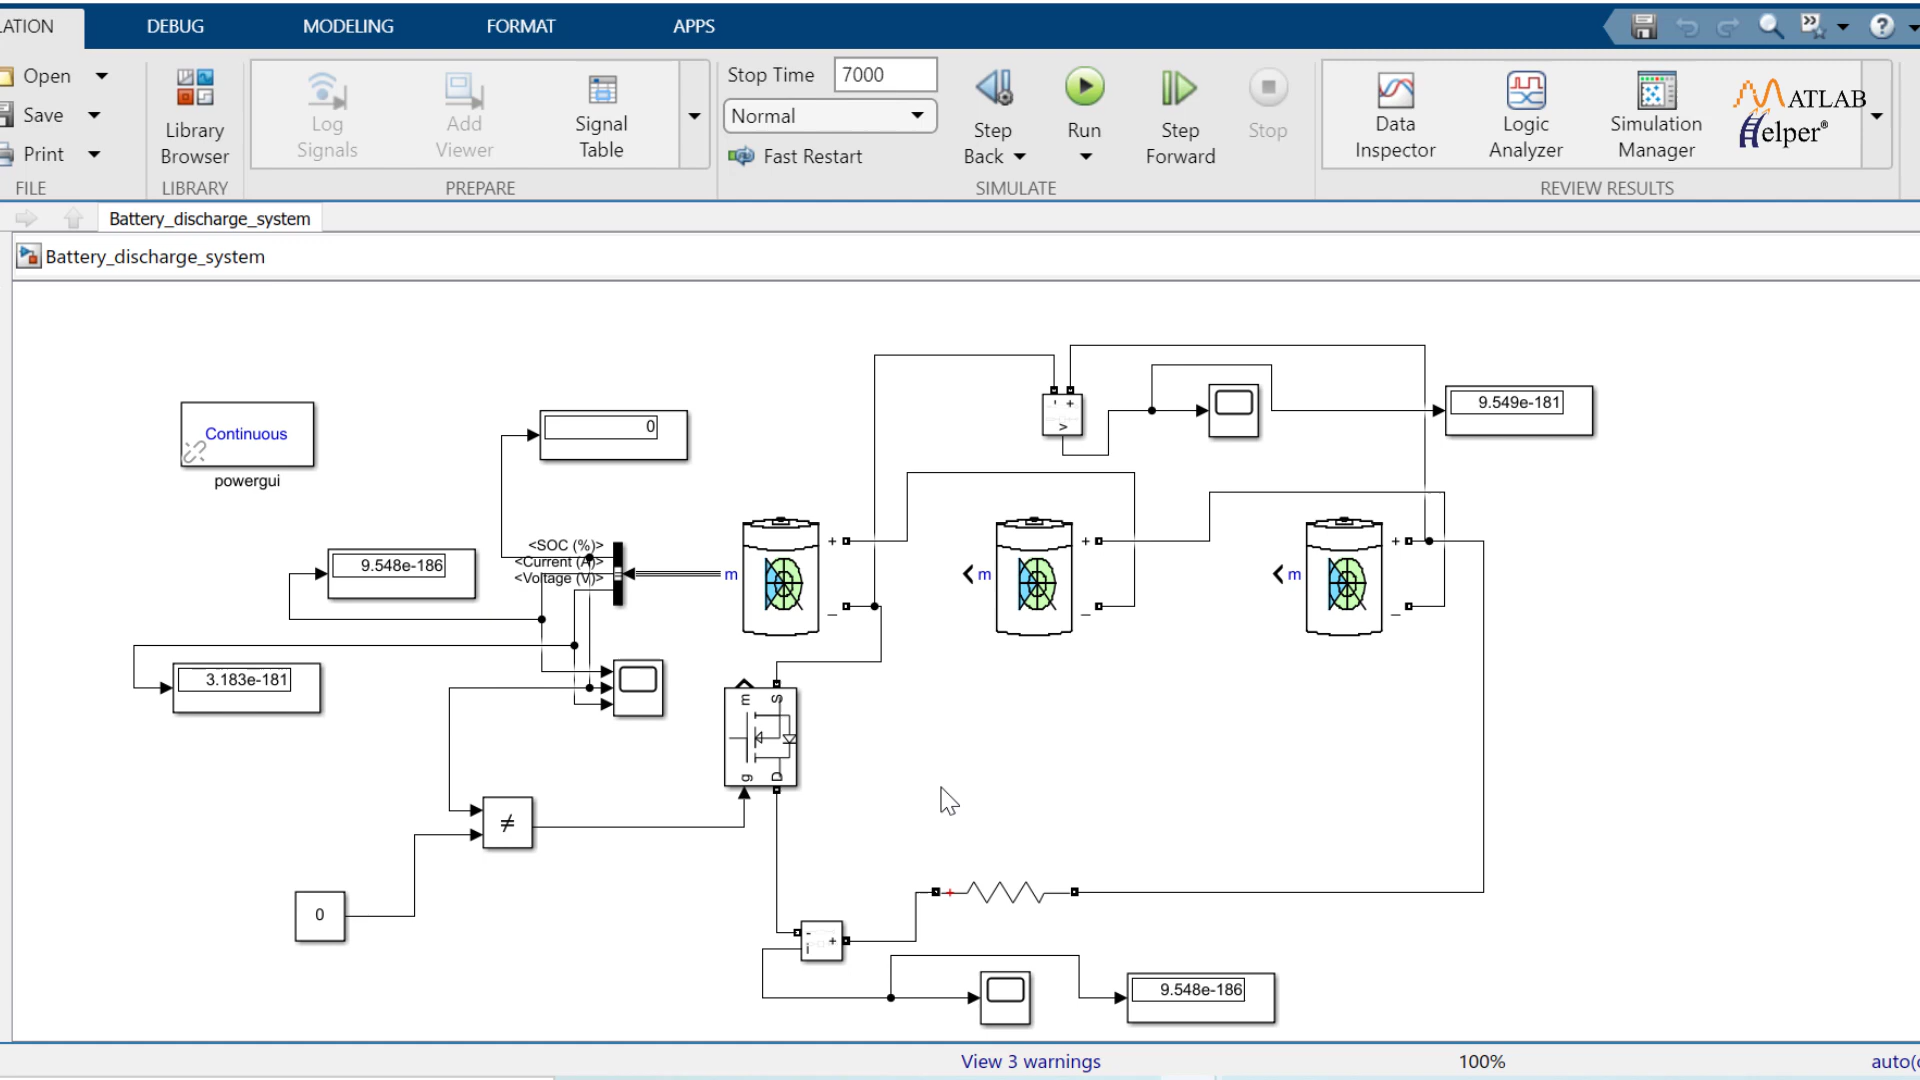 LATION
DEBUG
MODELING
FORMAT
APPS
?
Open
Save
Print
FILE
Library
Browser
LIBRARY
Log
Signals
Add
Viewer
Signal
Table
PREPARE
Stop Time
7000
Normal
Fast Restart
Step
Back
Run
Step
Forward
Stop
SIMULATE
Data
Inspector
Logic
Analyzer
Simulation
Manager
MATLAB
Helper®
REVIEW RESULTS
Battery_discharge_system
Battery_discharge_system
Continuous
powergui
0
9.549e-181
9.548e-186
<SOC (%)>
<Current (A)>
<Voltage (V)>
m
+
_
m
+
_
m
+
_
3.183e-181
m
S
g
D
≠
0
-
i
+
+
9.548e-186
View 3 warnings
100%
auto(